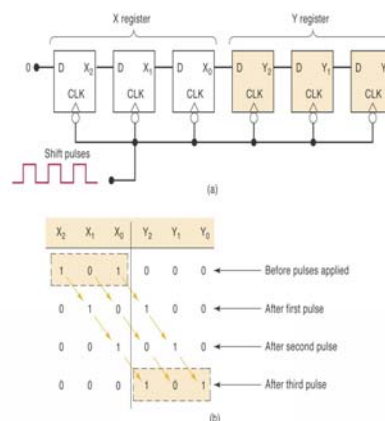 X register Y register
0 D X2 D X1 D X0 D Y2 D Y1 D Y
CLK CLK CLK CLK CLK CLK
Shift pulses
(a)
X2 X1 X0 Y2 Y1 Y0
1 0 1 0 0 0 Before pulses applied
0 1 0 1 0 0 After first pulse
0 0 1 0 1 0 After second pulse
0 0 0 1 0 1 After third pulse
(b)